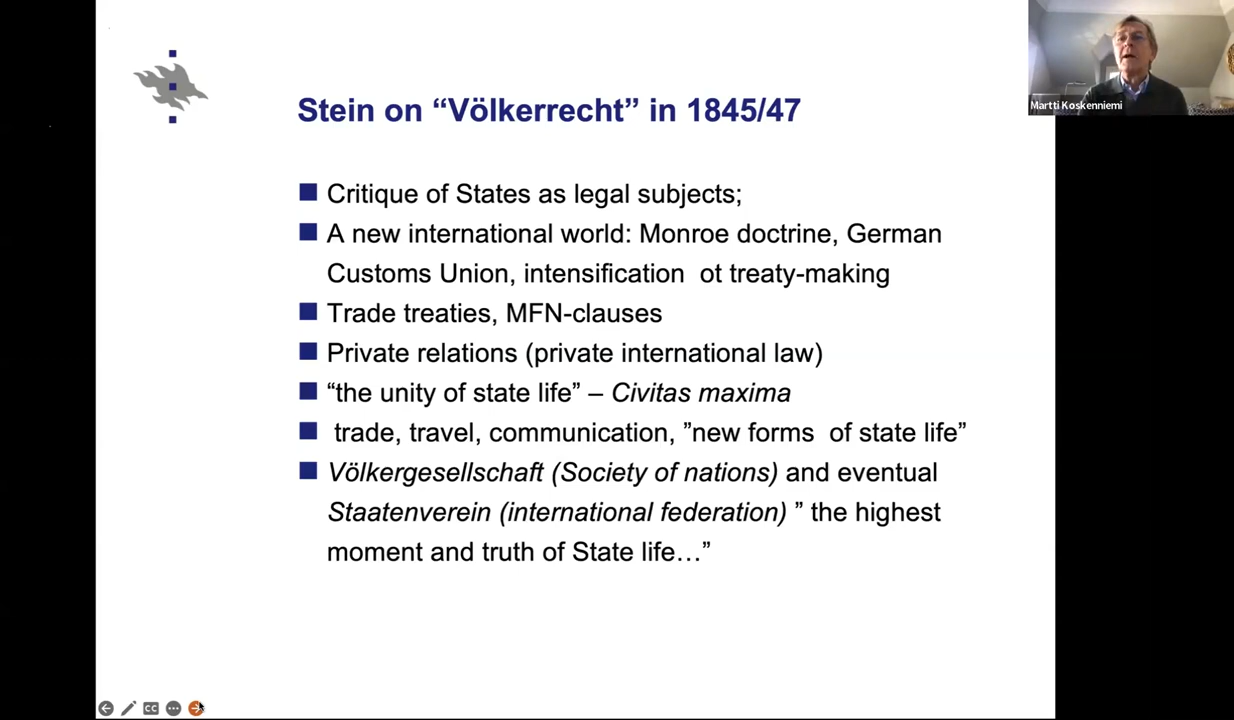 Stein on “Völkerrecht” in 1845/47
Martti Koskenniemi
Critique of States as legal subjects;
A new international world: Monroe doctrine, German
Customs Union, intensification ot treaty-making
Trade treaties, MFN-clauses
Private relations (private international law)
“the unity of state life” – Civitas maxima
trade, travel, communication, ”new forms of state life”
Völkergesellschaft (Society of nations) and eventual
Staatenverein (international federation) ” the highest
moment and truth of State life…”
CC